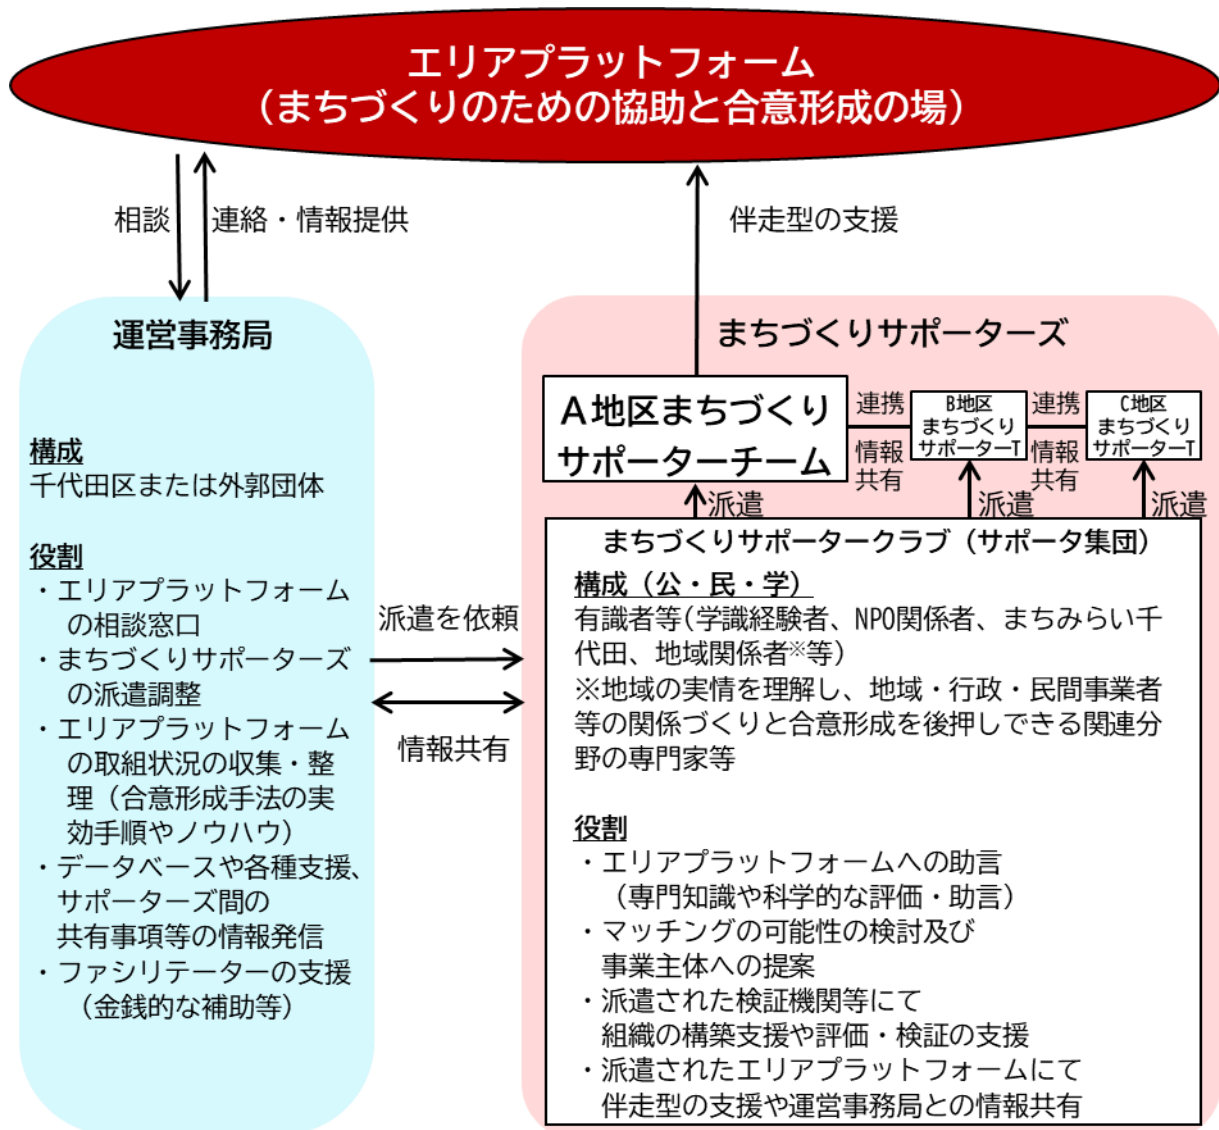 エリアプラットフォーム
（まちづくりのための協助と合意形成の場）
相談
連絡・情報提供
伴走型の支援
運営事務局
構成
千代田区または外郭団体
役割
・エリアプラットフォーム
の相談窓口
・まちづくりサポーターズ
の派遣調整
・エリアプラットフォーム
の取組状況の収集・整
理（合意形成手法の実
効手順やノウハウ）
・データベースや各種支援、
サポーターズ間の
共有事項等の情報発信
・ファシリテーターの支援
（金銭的な補助等）
派遣を依頼
情報共有
まちづくりサポーターズ
A地区まちづくり
サポーターチーム
連携
情報
共有
B地区
まちづくり
サポーターT
連携
情報
共有
C地区
まちづくり
サポーターT
派遣
派遣
派遣
まちづくりサポータークラブ（サポータ集団）
構成（公・民・学）
有識者等(学識経験者、NPO関係者、まちみらい千
代田、地域関係者※等)
※地域の実情を理解し、地域・行政・民間事業者
等の関係づくりと合意形成を後押しできる関連分
野の専門家等
役割
・エリアプラットフォームへの助言
（専門知識や科学的な評価・助言）
・マッチングの可能性の検討及び
事業主体への提案
・派遣された検証機関等にて
組織の構築支援や評価・検証の支援
・派遣されたエリアプラットフォームにて
伴走型の支援や運営事務局との情報共有